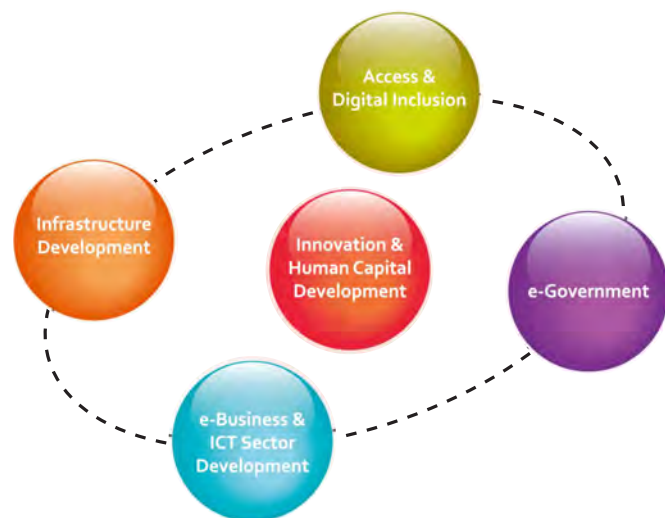 Access &
Digital Inclusion
Infrastructure
Development
Innovation &
Human Capital
Development
e-Government
e-Business &
ICT Sector
Development